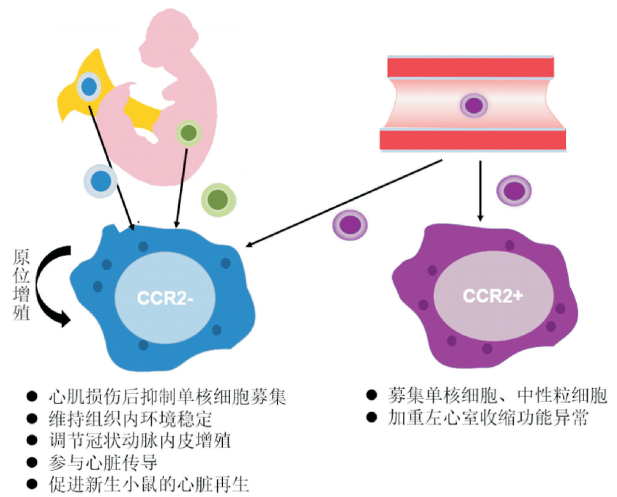 原位增殖
CCR2-
CCR2+
● 心肌损伤后抑制单核细胞募集
● 维持组织内环境稳定
● 调节冠状动脉内皮增殖
● 参与心脏传导
● 促进新生小鼠的心脏再生
● 募集单核细胞、中性粒细胞
● 加重左心室收缩功能异常